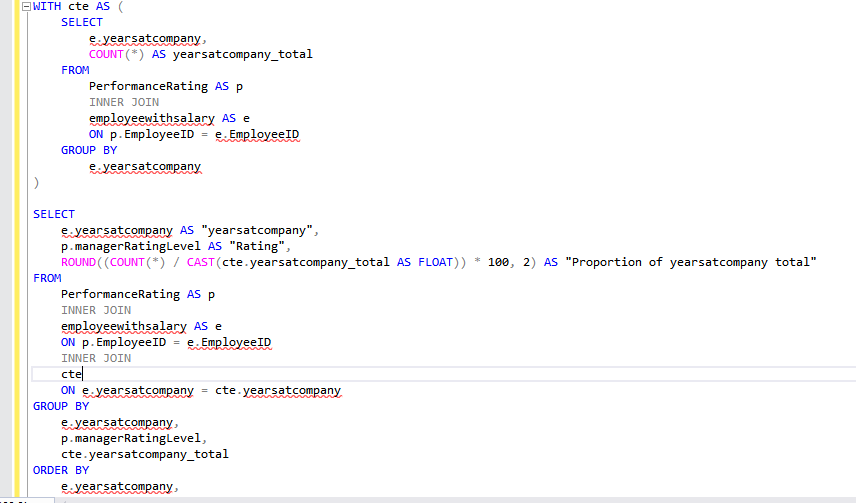 WITH cte AS (
SELECT
e.yearsatcompany,
COUNT(*) AS yearsatcompany_total
FROM
PerformanceRating AS p
INNER JOIN
employeewithsalary AS e
ON p.EmployeeID = e.EmployeeID
GROUP BY
e.yearsatcompany
)
SELECT
e.yearsatcompany AS "yearsatcompany",
p.managerRatingLevel AS "Rating",
ROUND((COUNT(*) / CAST(cte.yearsatcompany_total AS FLOAT)) * 100, 2) AS "Proportion of yearsatcompany total"
FROM
PerformanceRating AS p
INNER JOIN
employeewithsalary AS e
ON p.EmployeeID = e.EmployeeID
INNER JOIN
cte
ON e.yearsatcompany = cte.yearsatcompany
GROUP BY
e.yearsatcompany,
p.managerRatingLevel,
cte.yearsatcompany_total
ORDER BY
e.yearsatcompany,